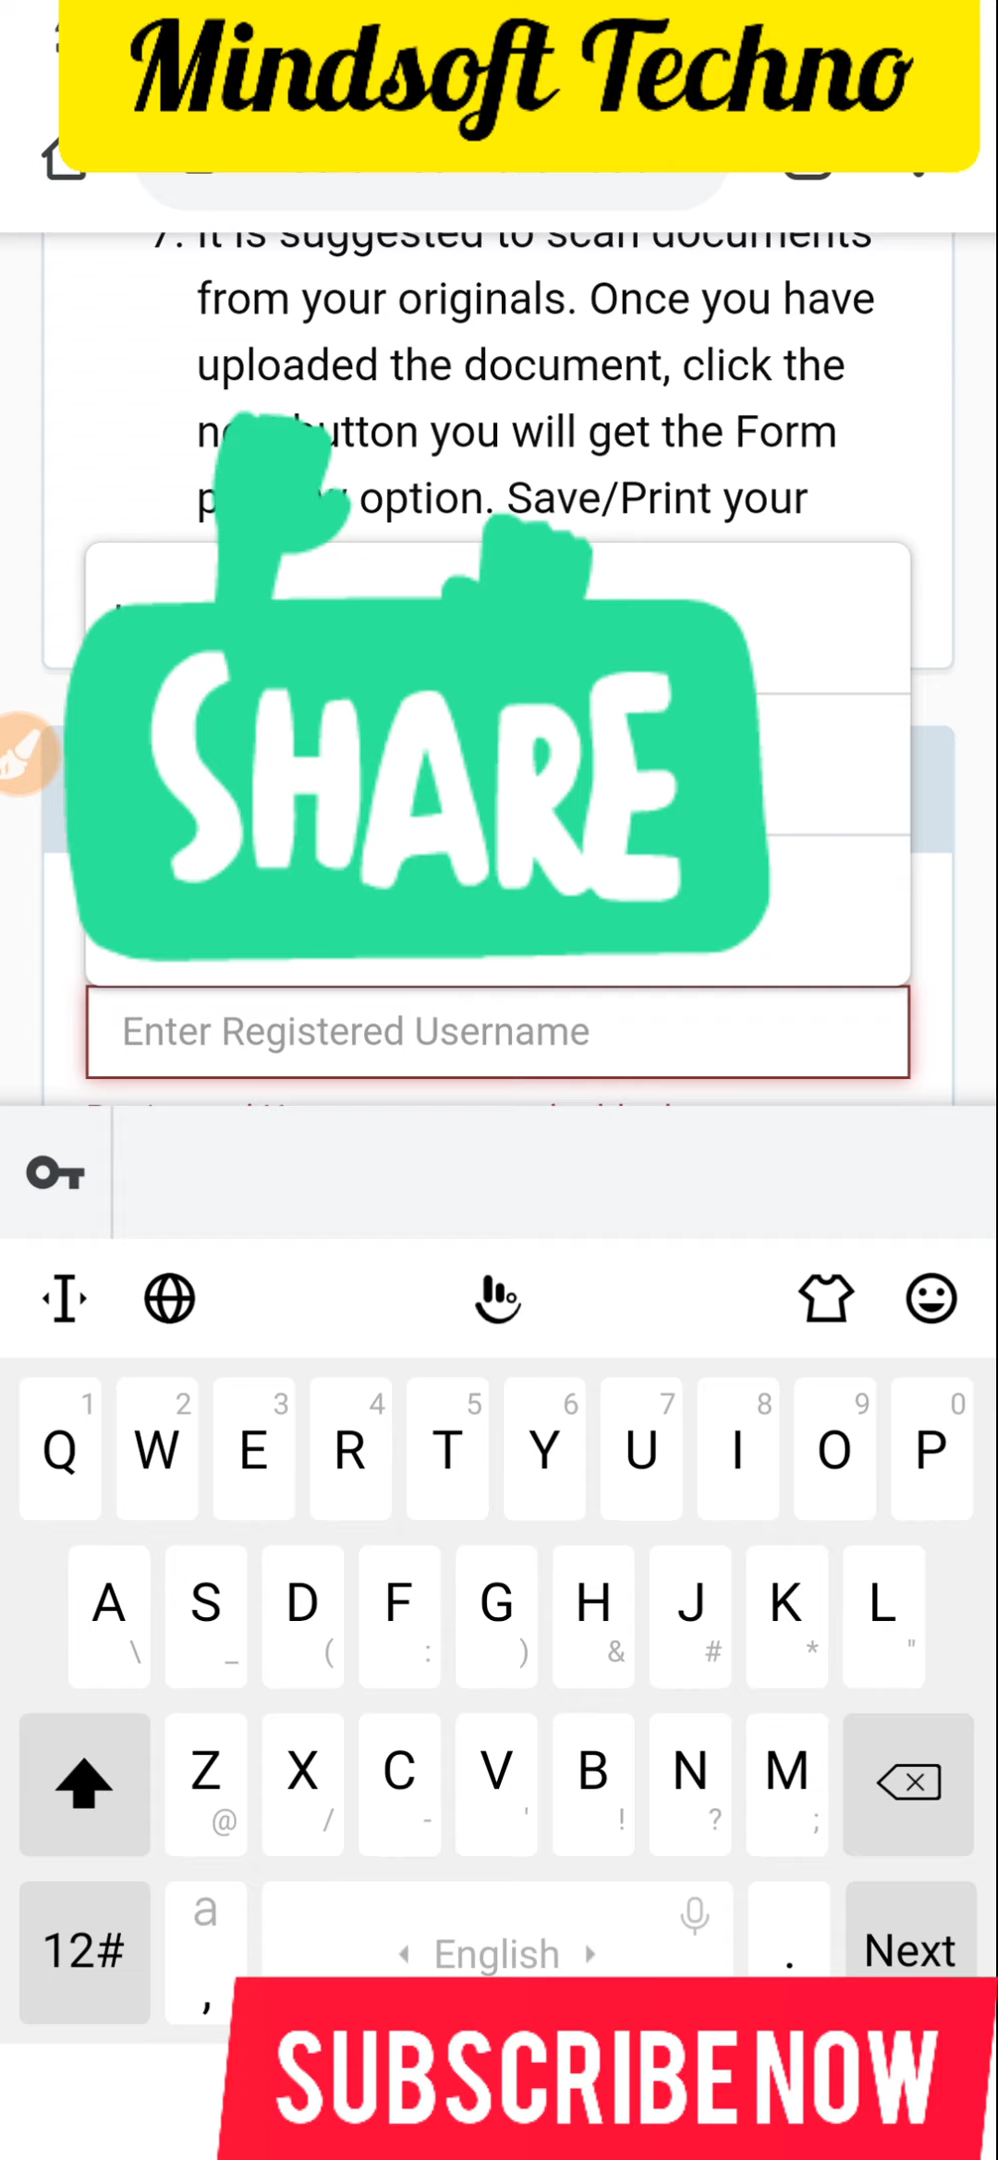 Mindsoft Techno
7. It is suggested to scan documents
from your originals. Once you have
uploaded the document, click the
button you will get the Form
option. Save/Print your
SHARE
Enter Registered Username
1 2 3 4 5 6 7 8 9 0
Q W E R T Y U I O P
A S D F G H J K L
\ _ ( : ) & # * "
Z X C V B N M
@ / - ' ! ? ;
12# a , English . Next
SUBSCRIBE NOW